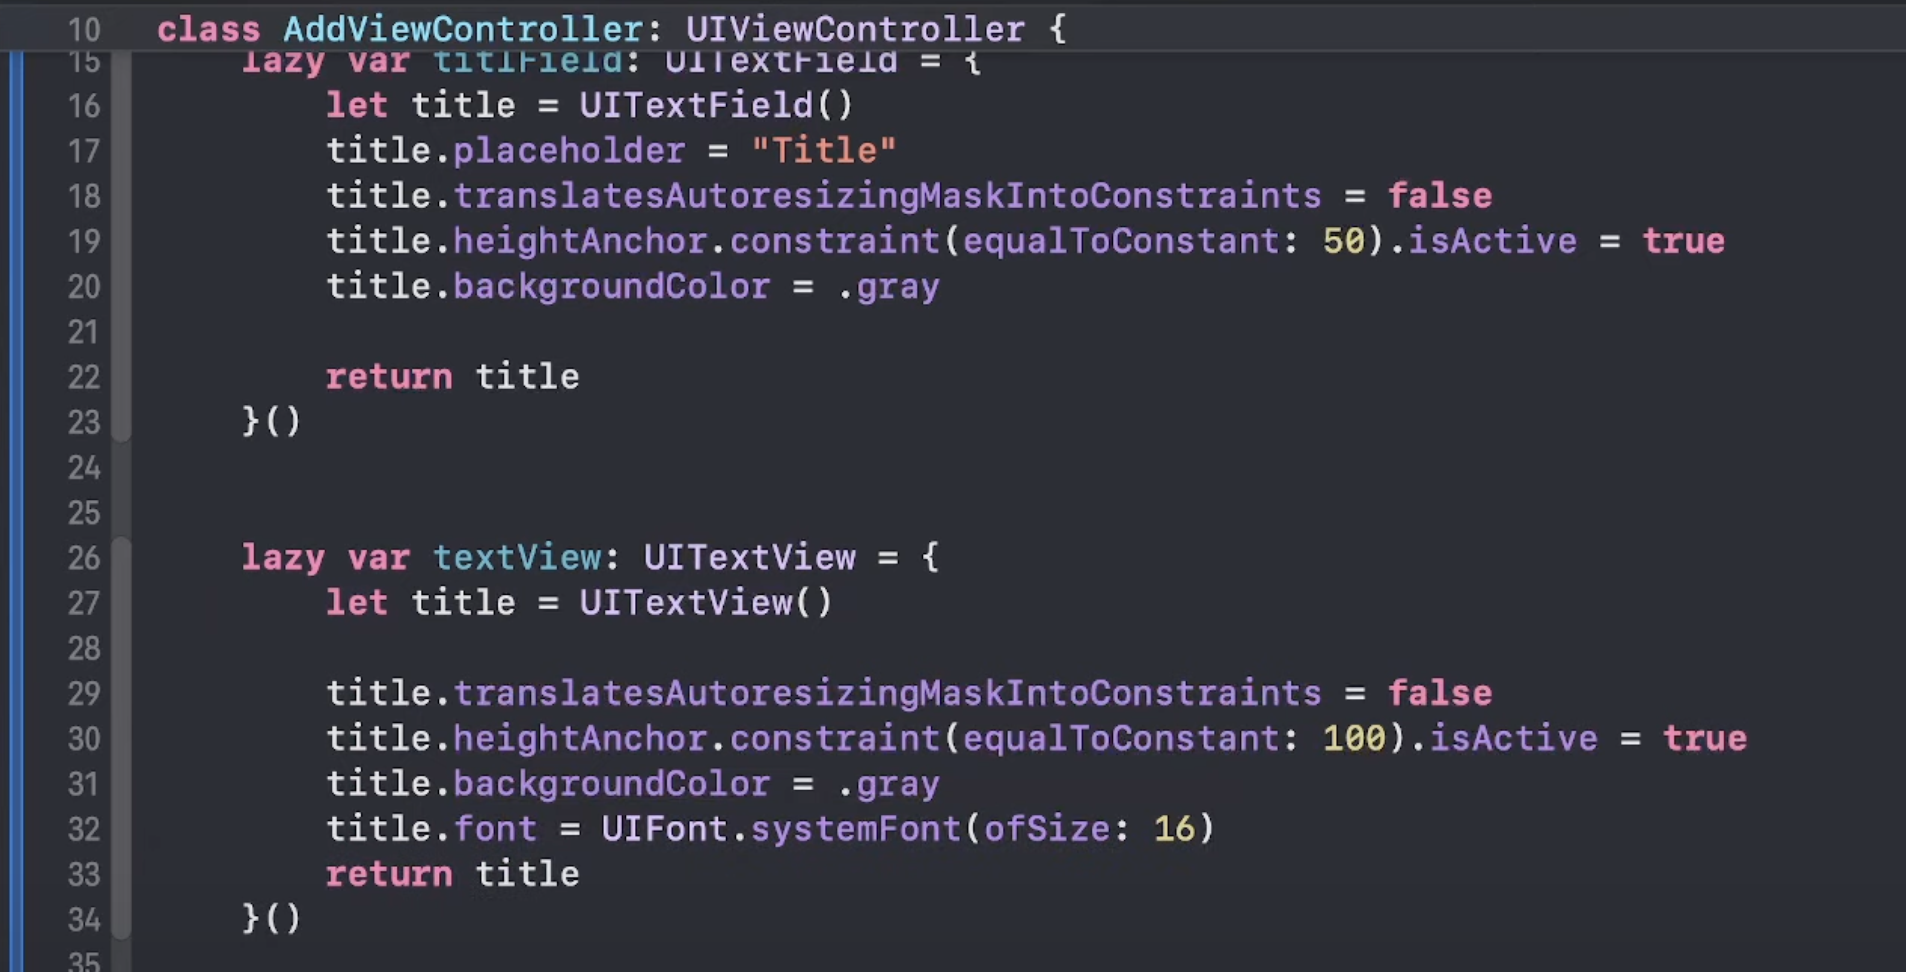 10 class AddViewController: UIViewController {
15 lazy var titlField: UITextField = {
16 let title = UITextField()
17 title.placeholder = "Title"
18 title.translatesAutoresizingMaskIntoConstraints = false
19 title.heightAnchor.constraint(equalToConstant: 50).isActive = true
20 title.backgroundColor = .gray
21
22 return title
23 }()
24
25
26 lazy var textView: UITextView = {
27 let title = UITextView()
28
29 title.translatesAutoresizingMaskIntoConstraints = false
30 title.heightAnchor.constraint(equalToConstant: 100).isActive = true
31 title.backgroundColor = .gray
32 title.font = UIFont.systemFont(ofSize: 16)
33 return title
34 }()
35